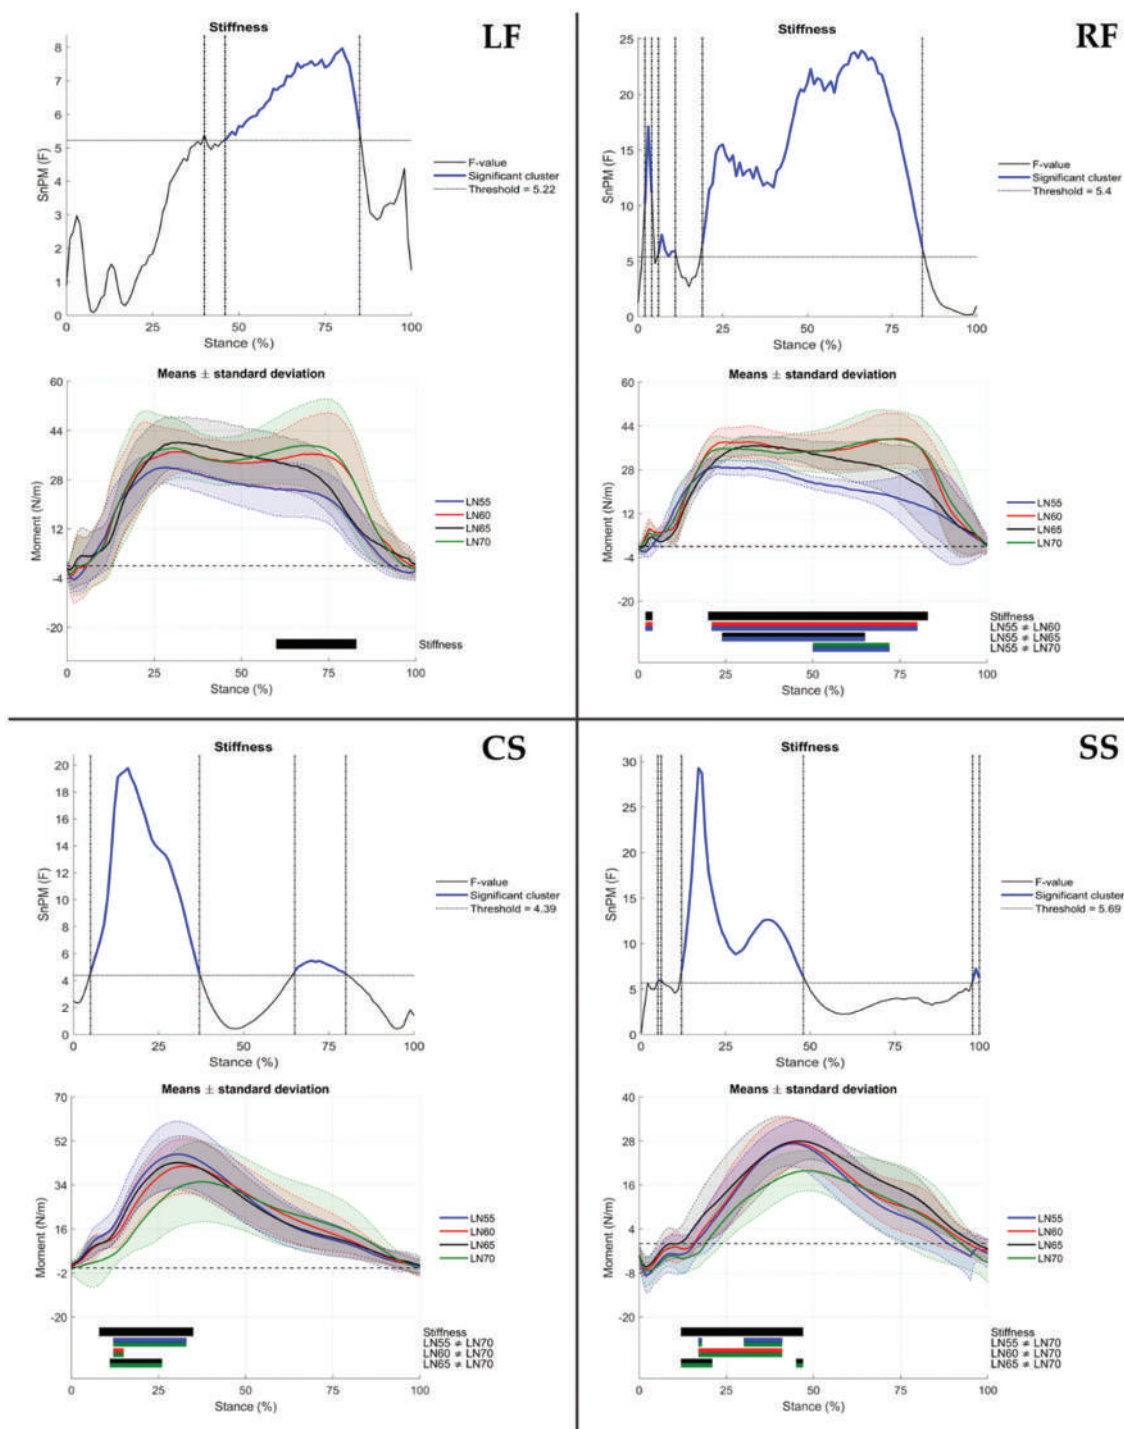 Stiffness
LF
8
7
6
5
4
3
2
1
0
SnPM (F)
0 25 50 75 100
Stance (%)
F-value
Significant cluster
Threshold = 5.22
Means ± standard deviation
60
44
28
12
-4
-20
Moment (N/m)
LN55
LN60
LN65
LN70
Stiffness
0 25 50 75 100
Stance (%)
Stiffness
RF
25
20
15
10
5
0
SnPM (F)
0 25 50 75 100
Stance (%)
F-value
Significant cluster
Threshold = 5.4
Means ± standard deviation
60
44
28
12
-4
-20
Moment (N/m)
LN55
LN60
LN65
LN70
Stiffness
LN55 ≠ LN60
LN55 ≠ LN65
LN55 ≠ LN70
0 25 50 75 100
Stance (%)
Stiffness
CS
20
18
16
14
12
10
8
6
4
2
0
SnPM (F)
0 25 50 75 100
Stance (%)
F-value
Significant cluster
Threshold = 4.39
Means ± standard deviation
70
52
34
16
-2
-20
Moment (N/m)
LN55
LN60
LN65
LN70
Stiffness
LN55 ≠ LN70
LN60 ≠ LN70
LN65 ≠ LN70
0 25 50 75 100
Stance (%)
Stiffness
SS
30
25
20
15
10
5
0
SnPM (F)
0 25 50 75 100
Stance (%)
F-value
Significant cluster
Threshold = 5.69
Means ± standard deviation
40
28
16
4
-8
-20
Moment (N/m)
LN55
LN60
LN65
LN70
Stiffness
LN55 ≠ LN70
LN60 ≠ LN70
LN65 ≠ LN70
0 25 50 75 100
Stance (%)